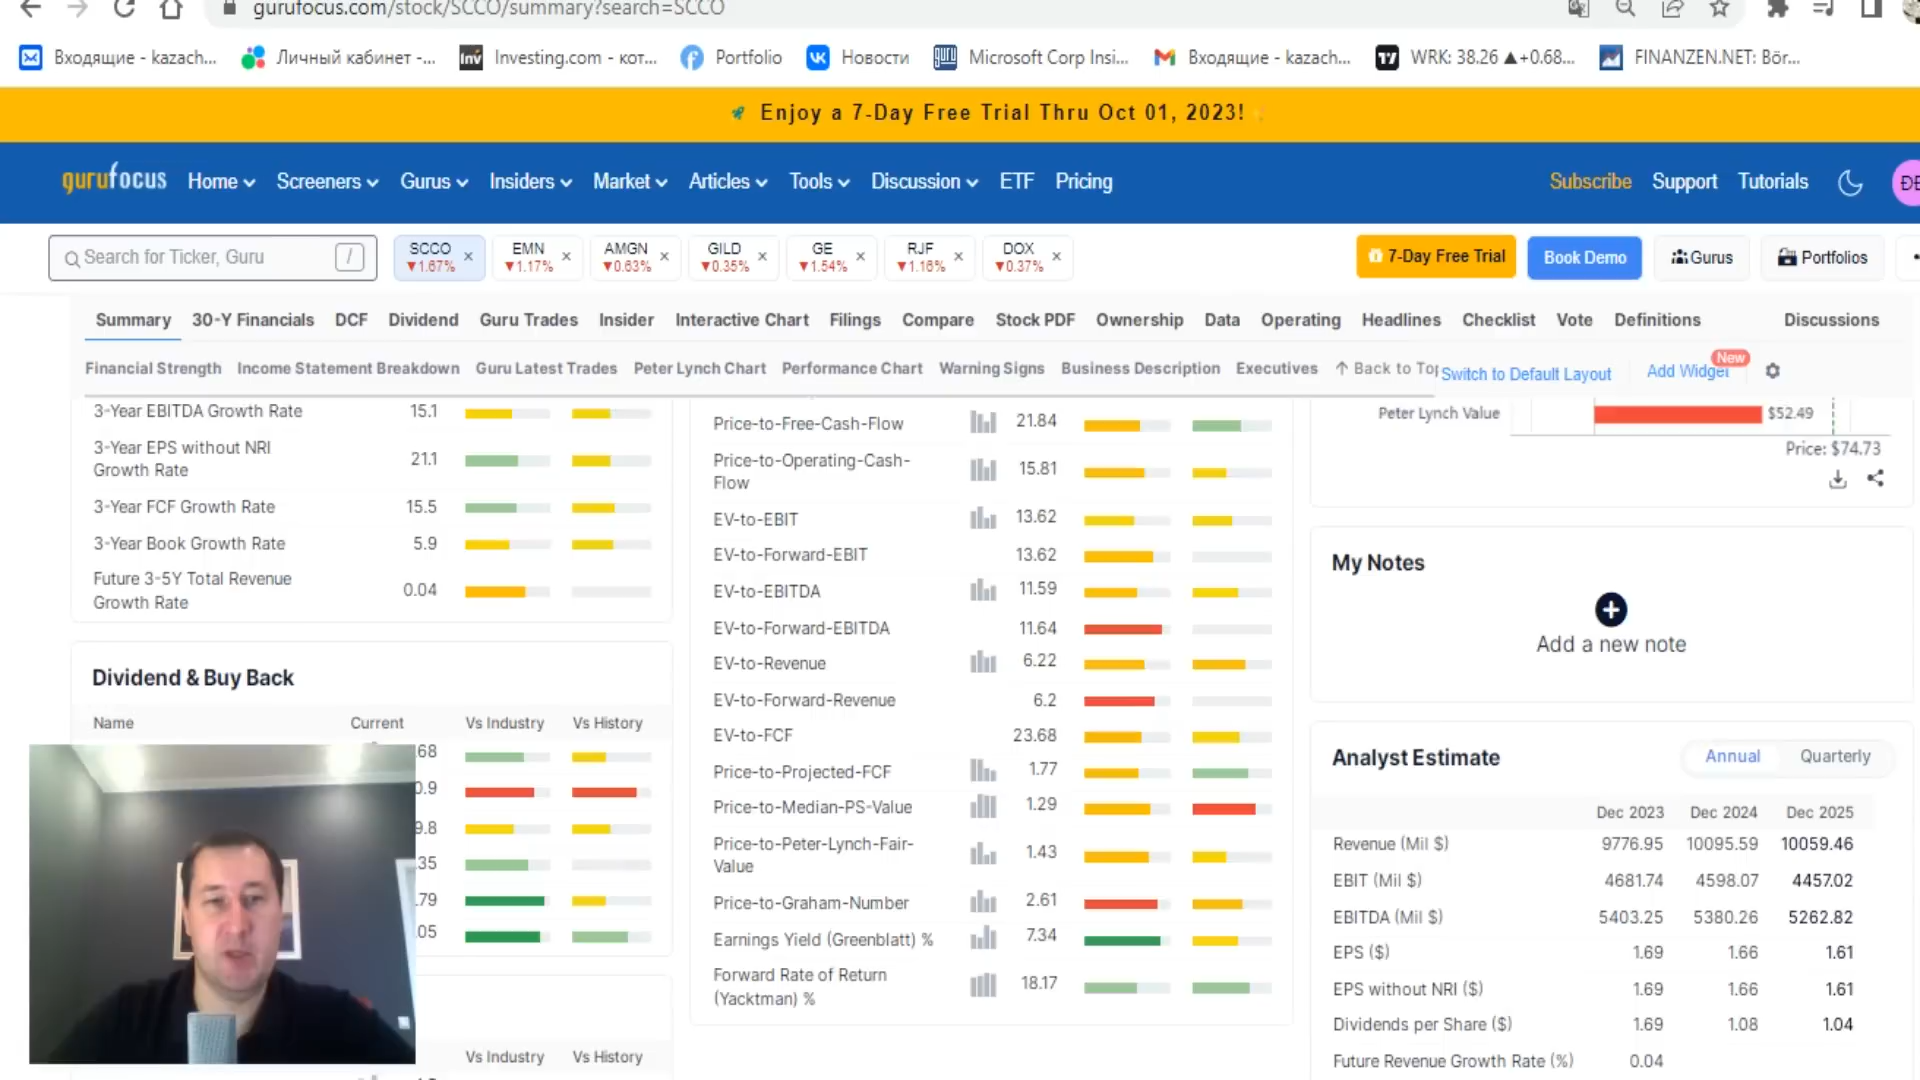 gurufocus.com/stock/SCCO/summary?search=SCCO
Входящие - kazach...
Личный кабинет -...
Inv Investing.com - кот...
Portfolio
Новости
guru Microsoft Corp Insi...
Входящие - kazach...
WRK: 38.26 ▲+0.68...
FINANZEN.NET: Bör...
Enjoy a 7-Day Free Trial Thru Oct 01, 2023!
gurufocus Home Screeners Gurus Insiders Market Articles Tools Discussion ETF Pricing Subscribe Support Tutorials
Search for Ticker, Guru /
SCCO × ▼1.67%
EMN × ▼1.17%
AMGN × ▼0.63%
GILD × ▼0.35%
GE × ▼1.54%
RJF × ▼1.16%
DOX × ▼0.37%
7-Day Free Trial Book Demo Gurus Portfolios
Summary 30-Y Financials DCF Dividend Guru Trades Insider Interactive Chart Filings Compare Stock PDF Ownership Data Operating Headlines Checklist Vote Definitions Discussions
Financial Strength Income Statement Breakdown Guru Latest Trades Peter Lynch Chart Performance Chart Warning Signs Business Description Executives ↑ Back to Top
Switch to Default Layout Add Widget New
3-Year EBITDA Growth Rate 15.1
3-Year EPS without NRI
Growth Rate 21.1
3-Year FCF Growth Rate 15.5
3-Year Book Growth Rate 5.9
Future 3-5Y Total Revenue
Growth Rate 0.04
Dividend & Buy Back
Name Current Vs Industry Vs History
68
0.9
9.8
35
.79
.05
Vs Industry Vs History
Price-to-Free-Cash-Flow 21.84
Price-to-Operating-Cash-
Flow 15.81
EV-to-EBIT 13.62
EV-to-Forward-EBIT 13.62
EV-to-EBITDA 11.59
EV-to-Forward-EBITDA 11.64
EV-to-Revenue 6.22
EV-to-Forward-Revenue 6.2
EV-to-FCF 23.68
Price-to-Projected-FCF 1.77
Price-to-Median-PS-Value 1.29
Price-to-Peter-Lynch-Fair-
Value 1.43
Price-to-Graham-Number 2.61
Earnings Yield (Greenblatt) % 7.34
Forward Rate of Return
(Yacktman) % 18.17
Peter Lynch Value $52.49
Price: $74.73
My Notes
Add a new note
Analyst Estimate Annual Quarterly
Dec 2023 Dec 2024 Dec 2025
Revenue (Mil $) 9776.95 10095.59 10059.46
EBIT (Mil $) 4681.74 4598.07 4457.02
EBITDA (Mil $) 5403.25 5380.26 5262.82
EPS ($) 1.69 1.66 1.61
EPS without NRI ($) 1.69 1.66 1.61
Dividends per Share ($) 1.69 1.08 1.04
Future Revenue Growth Rate (%) 0.04